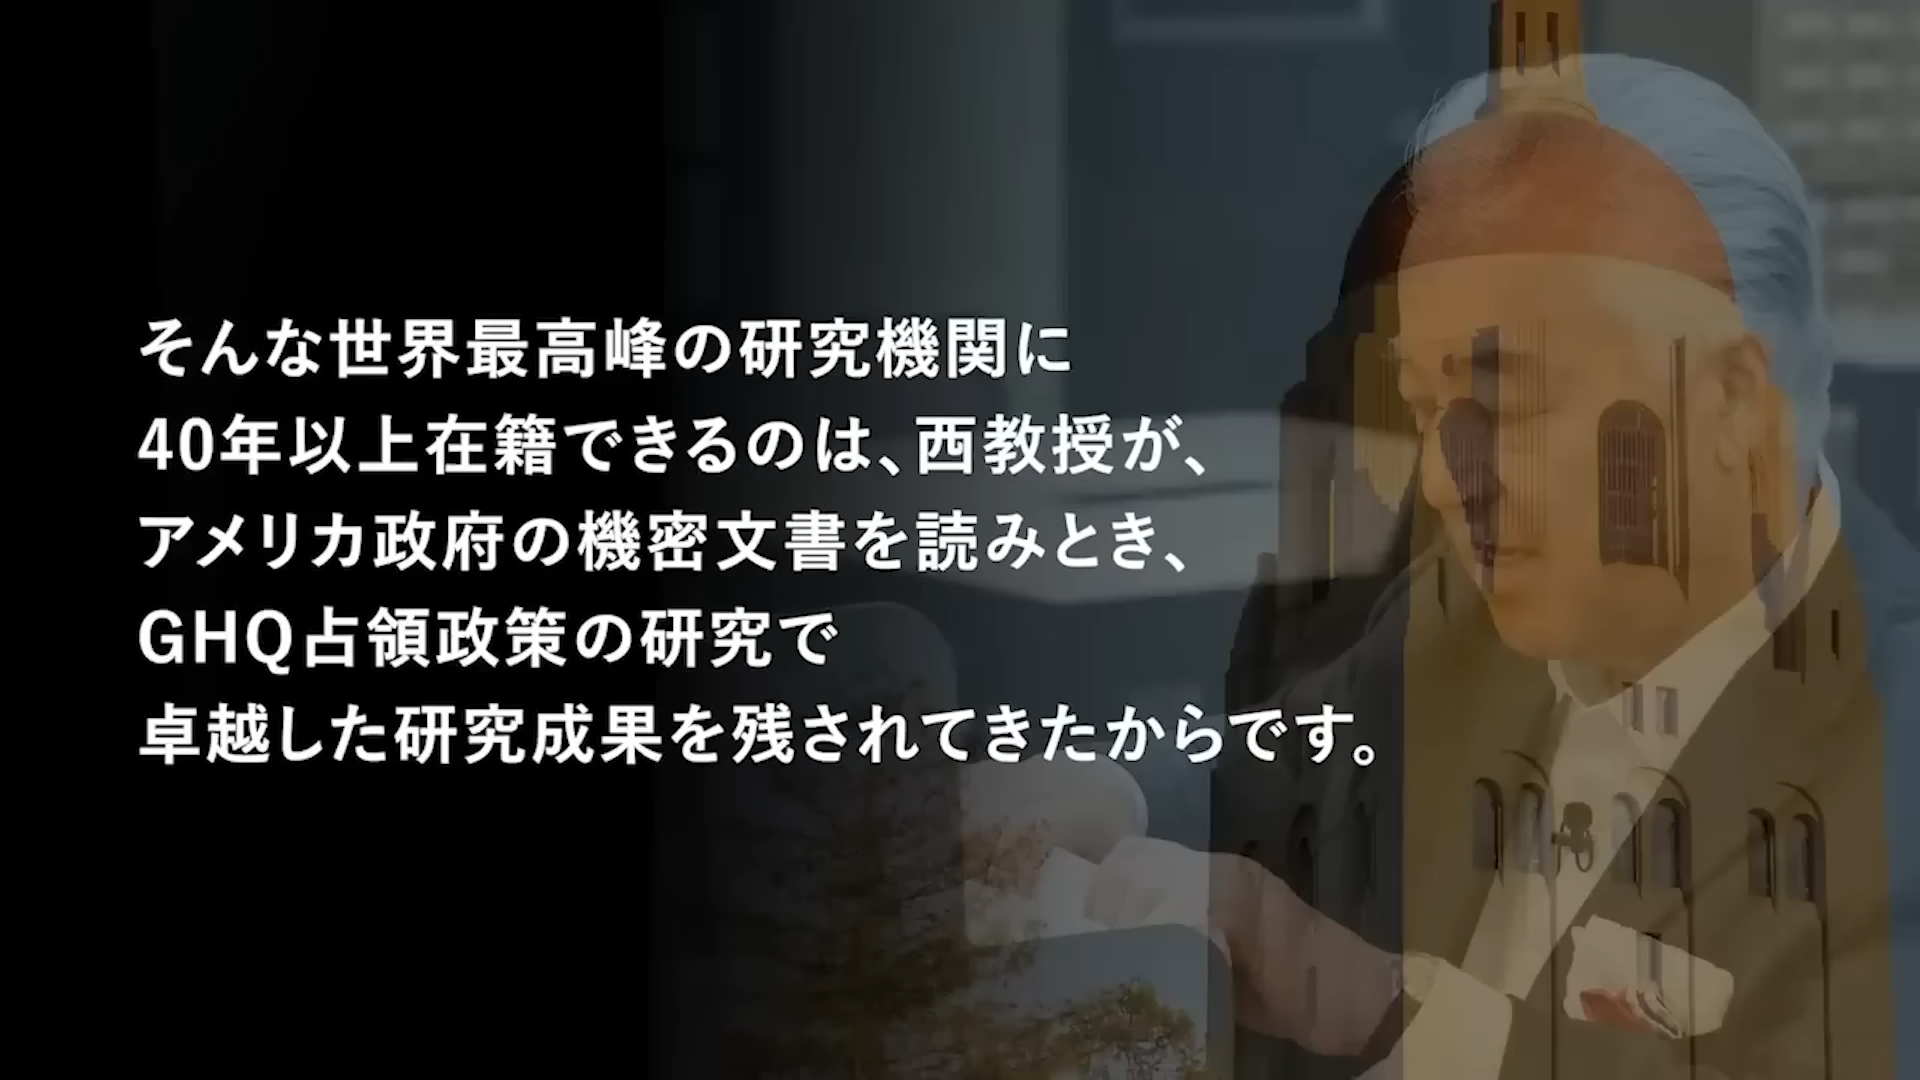 そんな世界最高峰の研究機関に
40年以上在籍できるのは、西教授が、
アメリカ政府の機密文書を読みとき、
GHQ占領政策の研究で
卓越した研究成果を残されてきたからです。